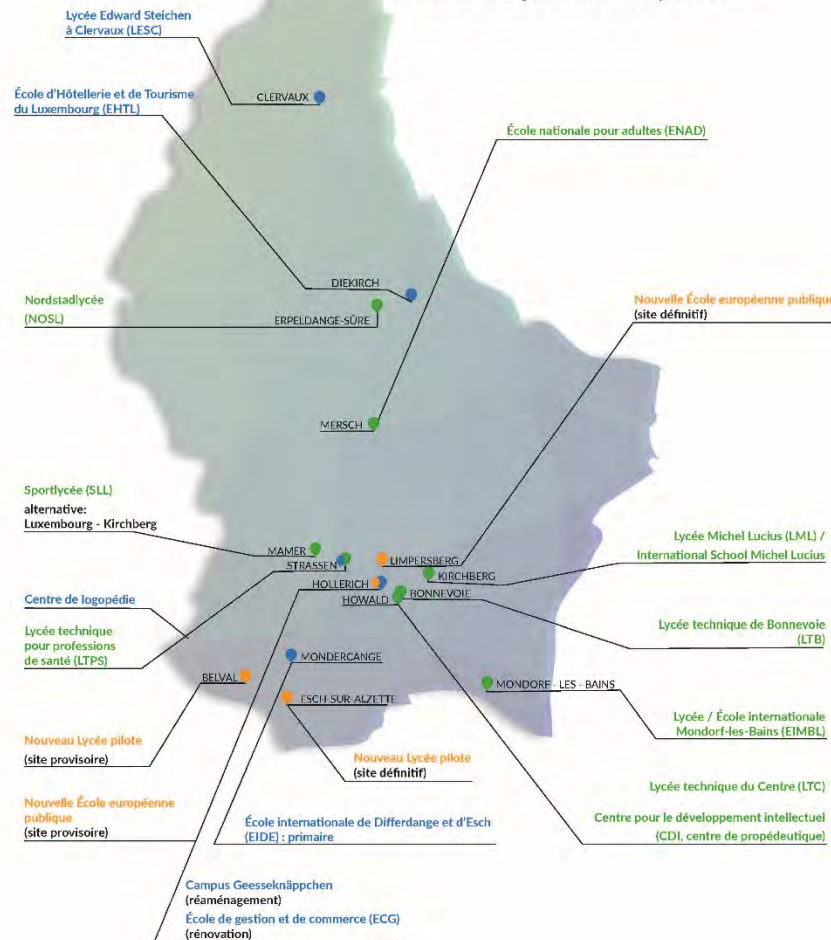 Lycée Edward Steichen
à Clervaux (LESC)
École d'Hôtellerie et de Tourisme
du Luxembourg (EHTL)
CLERVAUX
École nationale pour adultes (ENAD)
DIEKIRCH
Nordstadlycée
(NOSL)
ERPELDANGE-SÛRE
Nouvelle École européenne publique
(site définitif)
MERSCH
Sportlycée (SLL)
alternative:
Luxembourg - Kirchberg
MAMER
STRASSEN
LIMPERSBERG
HOLLERICH
KIRCHBERG
HOWALD
BONNEVOIE
Lycée Michel Lucius (LML) /
International School Michel Lucius
Centre de logopédie
Lycée technique
pour professions
de santé (LTPS)
Lycée technique de Bonnevoie
(LTB)
MONDERCANGE
BELVAL
ESCH-SUR-ALZETTE
MONDORF - LES - BAINS
Lycée / École internationale
Mondorf-les-Bains (EIMBL)
Nouveau Lycée pilote
(site provisoire)
Nouveau Lycée pilote
(site définitif)
Lycée technique du Centre (LTC)
Nouvelle École européenne
publique
(site provisoire)
Centre pour le développement intellectuel
(CDI, centre de propédeutique)
École internationale de Differdange et d'Esch
(EIDE) : primaire
Campus Geesseknäppchen
(réaménagement)
École de gestion et de commerce (ECG)
(rénovation)